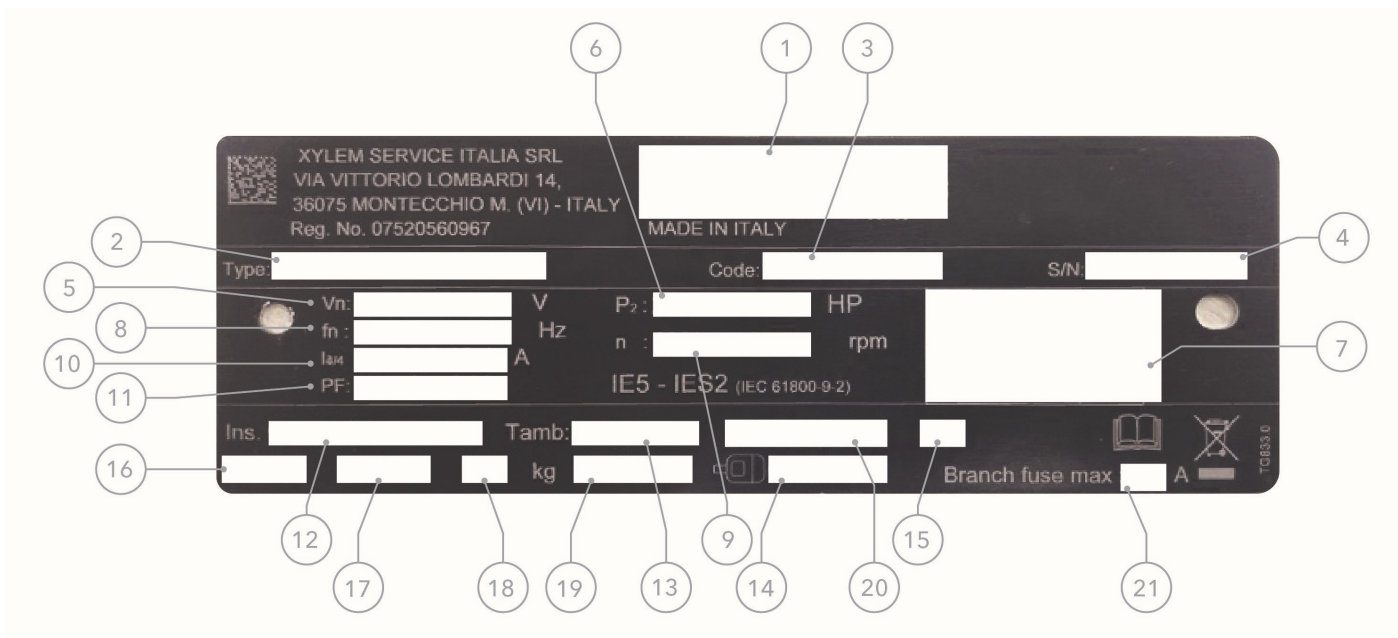 6
1
3
XYLEM SERVICE ITALIA SRL
VIA VITTORIO LOMBARDI 14,
36075 MONTECCHIO M. (VI) - ITALY
Reg. No. 07520560967
MADE IN ITALY
2
4
Type:
Code:
S/N:
5
Vn:
V
P2 :
HP
8
fn :
Hz
n :
rpm
7
10
A
11
PF:
IE5 - IES2 (IEC 61800-9-2)
Ins.
Tamb:
16
kg
Branch fuse max
A
TG833.0
12
9
15
17
18
19
13
14
20
21